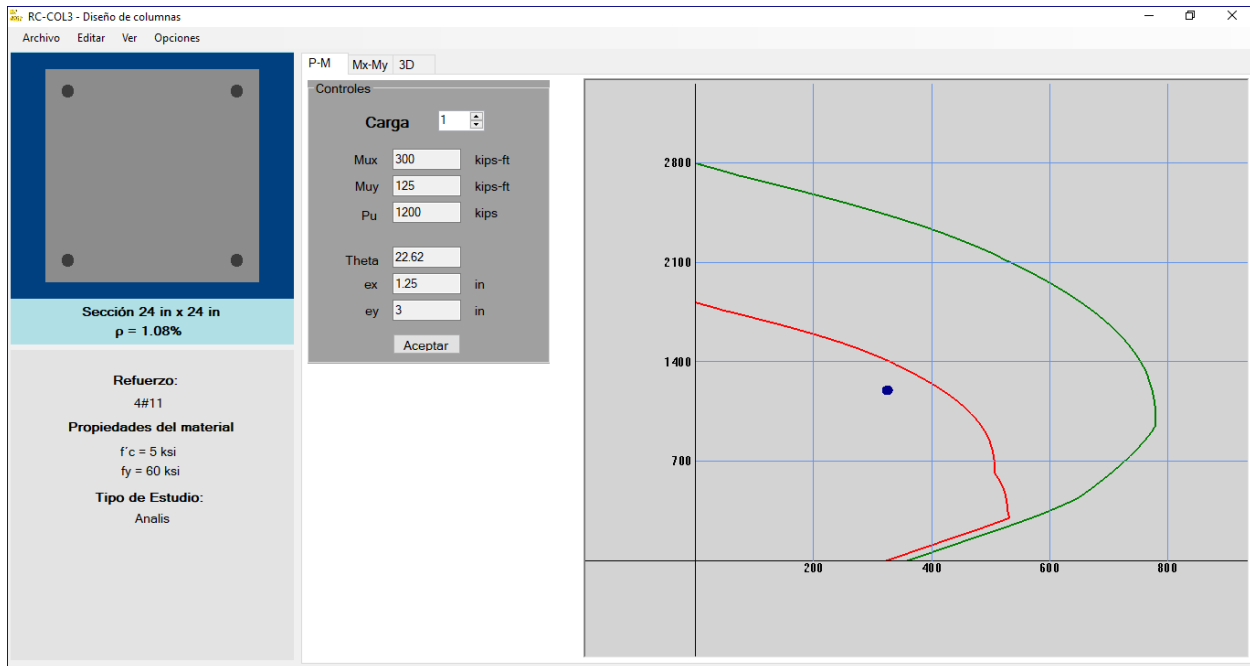 RC-COL3 - Diseño de columnas
Archivo Editar Ver Opciones
Sección 24 in x 24 in
ρ = 1.08%
Refuerzo:
4#11
Propiedades del material
f´c = 5 ksi
fy = 60 ksi
Tipo de Estudio:
Analis
P-M Mx-My 3D
Controles
Carga 1
Mux 300 kips-ft
Muy 125 kips-ft
Pu 1200 kips
Theta 22.62
ex 1.25 in
ey 3 in
Aceptar
2800
2100
1400
700
200 400 600 800